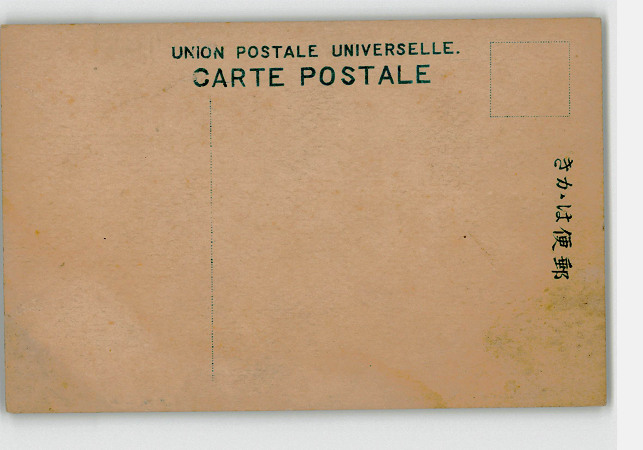 UNION POSTALE UNIVERSELLE.
CARTE POSTALE
郵便はかき